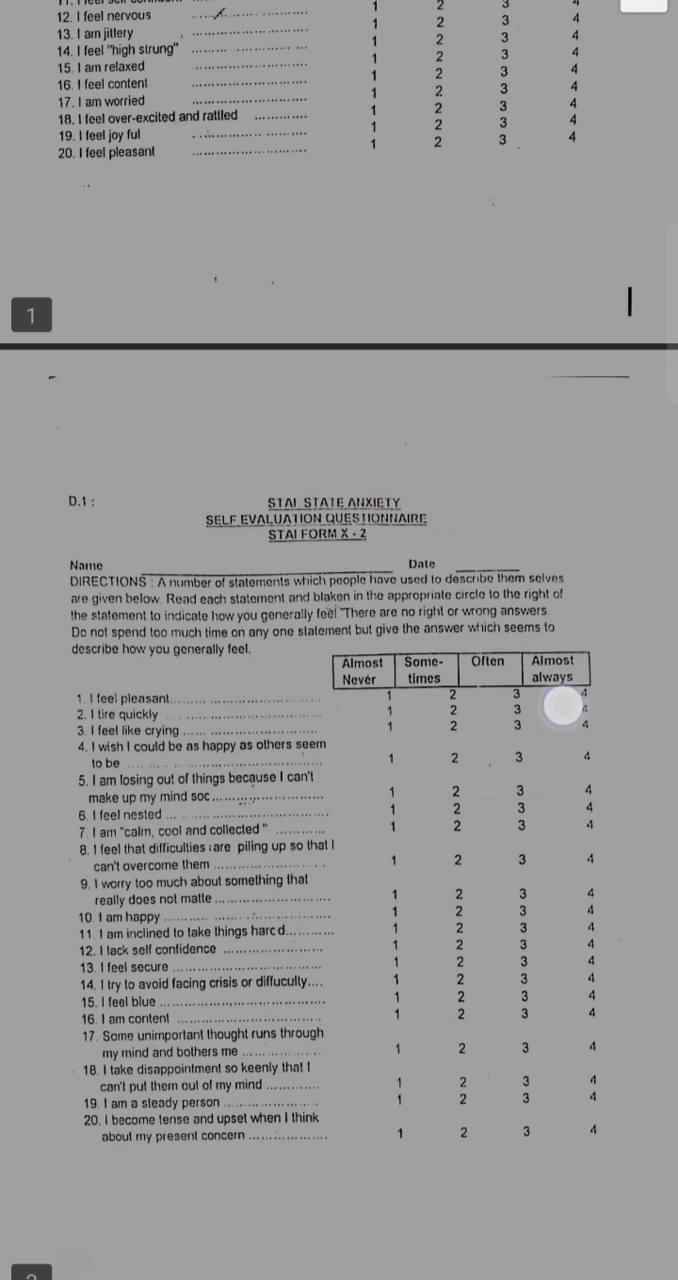 12. I feel nervous ............ 1 2 3 4
13. I am jitlery ............ 1 2 3 4
14. I feel "high strung" ............ 1 2 3 4
15. I am relaxed ............ 1 2 3 4
16. I feel content ............ 1 2 3 4
17. I am worried ............ 1 2 3 4
18. I feel over-excited and rattled ............ 1 2 3 4
19. I feel joy ful ............ 1 2 3 4
20. I feel pleasant ............ 1 2 3 4
1
D.1 :
STAI STATE ANXIETY
SELF EVALUATION QUESTIONNAIRE
STAI FORM X - 2
Name Date
DIRECTIONS : A number of statements which people have used to describe them selves
are given below. Read each statement and blaken in the appropriate circle to the right of
the statement to indicate how you generally feel There are no right or wrong answers
Do not spend too much time on any one statement but give the answer which seems to
describe how you generally feel.
Almost Some- Often Almost
Never times always
1. I feel pleasant ............ 1 2 3 4
2. I tire quickly ............ 1 2 3
3. I feel like crying ............ 1 2 3 4
4. I wish I could be as happy as others seem
to be ............ 1 2 3 4
5. I am losing out of things because I can't
make up my mind soc ............ 1 2 3 4
6. I feel nested ............ 1 2 3 4
7. I am "calm, cool and collected" ............ 1 2 3 4
8. I feel that difficulties are piling up so that I
can't overcome them ............ 1 2 3 4
9. I worry too much about something that
really does not matte ............ 1 2 3 4
10. I am happy ............ 1 2 3 4
11. I am inclined to take things harcd ............ 1 2 3 4
12. I lack self confidence ............ 1 2 3 4
13. I feel secure ............ 1 2 3 4
14. I try to avoid facing crisis or diffuculty.... 1 2 3 4
15. I feel blue ............ 1 2 3 4
16. I am content ............ 1 2 3 4
17. Some unimportant thought runs through
my mind and bothers me ............ 1 2 3 4
18. I take disappointment so keenly that I
can't put them out of my mind ............ 1 2 3 4
19. I am a steady person ............ 1 2 3 4
20. I become tense and upset when I think
about my present concern ............ 1 2 3 4